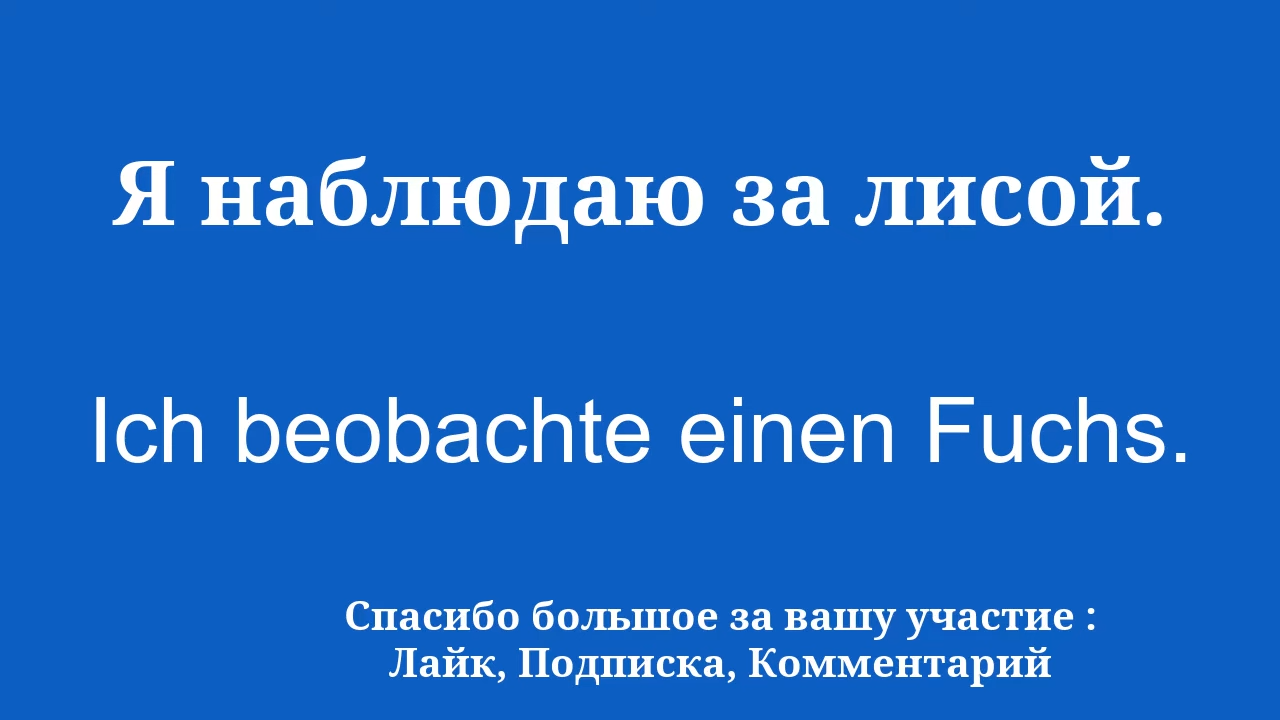 Я наблюдаю за лисой.
Ich beobachte einen Fuchs.
Спасибо большое за вашу участие :
Лайк, Подписка, Комментарий